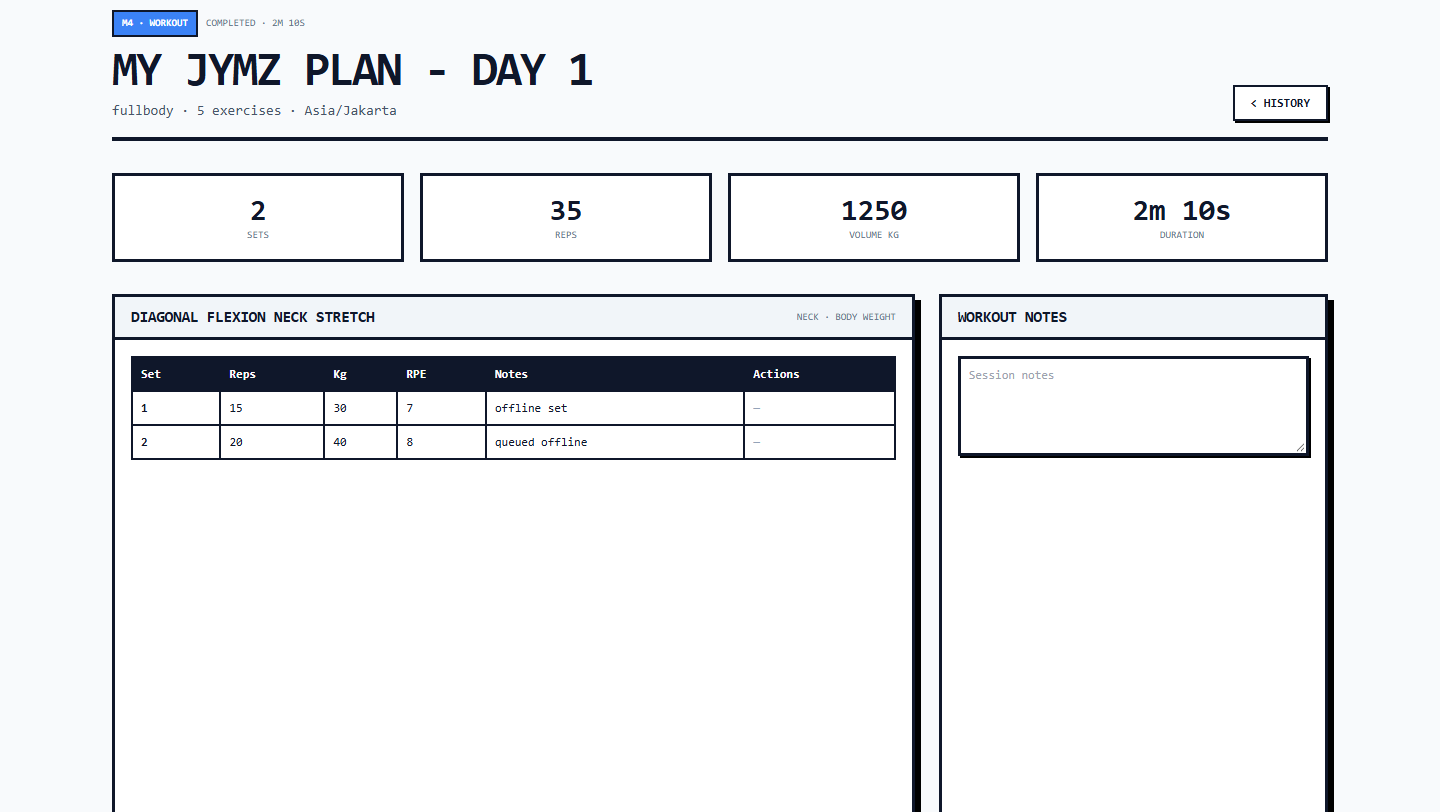 M4 · WORKOUT COMPLETED · 2M 10S
MY JYMZ PLAN - DAY 1
fullbody · 5 exercises · Asia/Jakarta
< HISTORY
2
SETS
35
REPS
1250
VOLUME KG
2m 10s
DURATION
DIAGONAL FLEXION NECK STRETCH NECK · BODY WEIGHT
Set Reps Kg RPE Notes Actions
1 15 30 7 offline set —
2 20 40 8 queued offline —
WORKOUT NOTES
Session notes